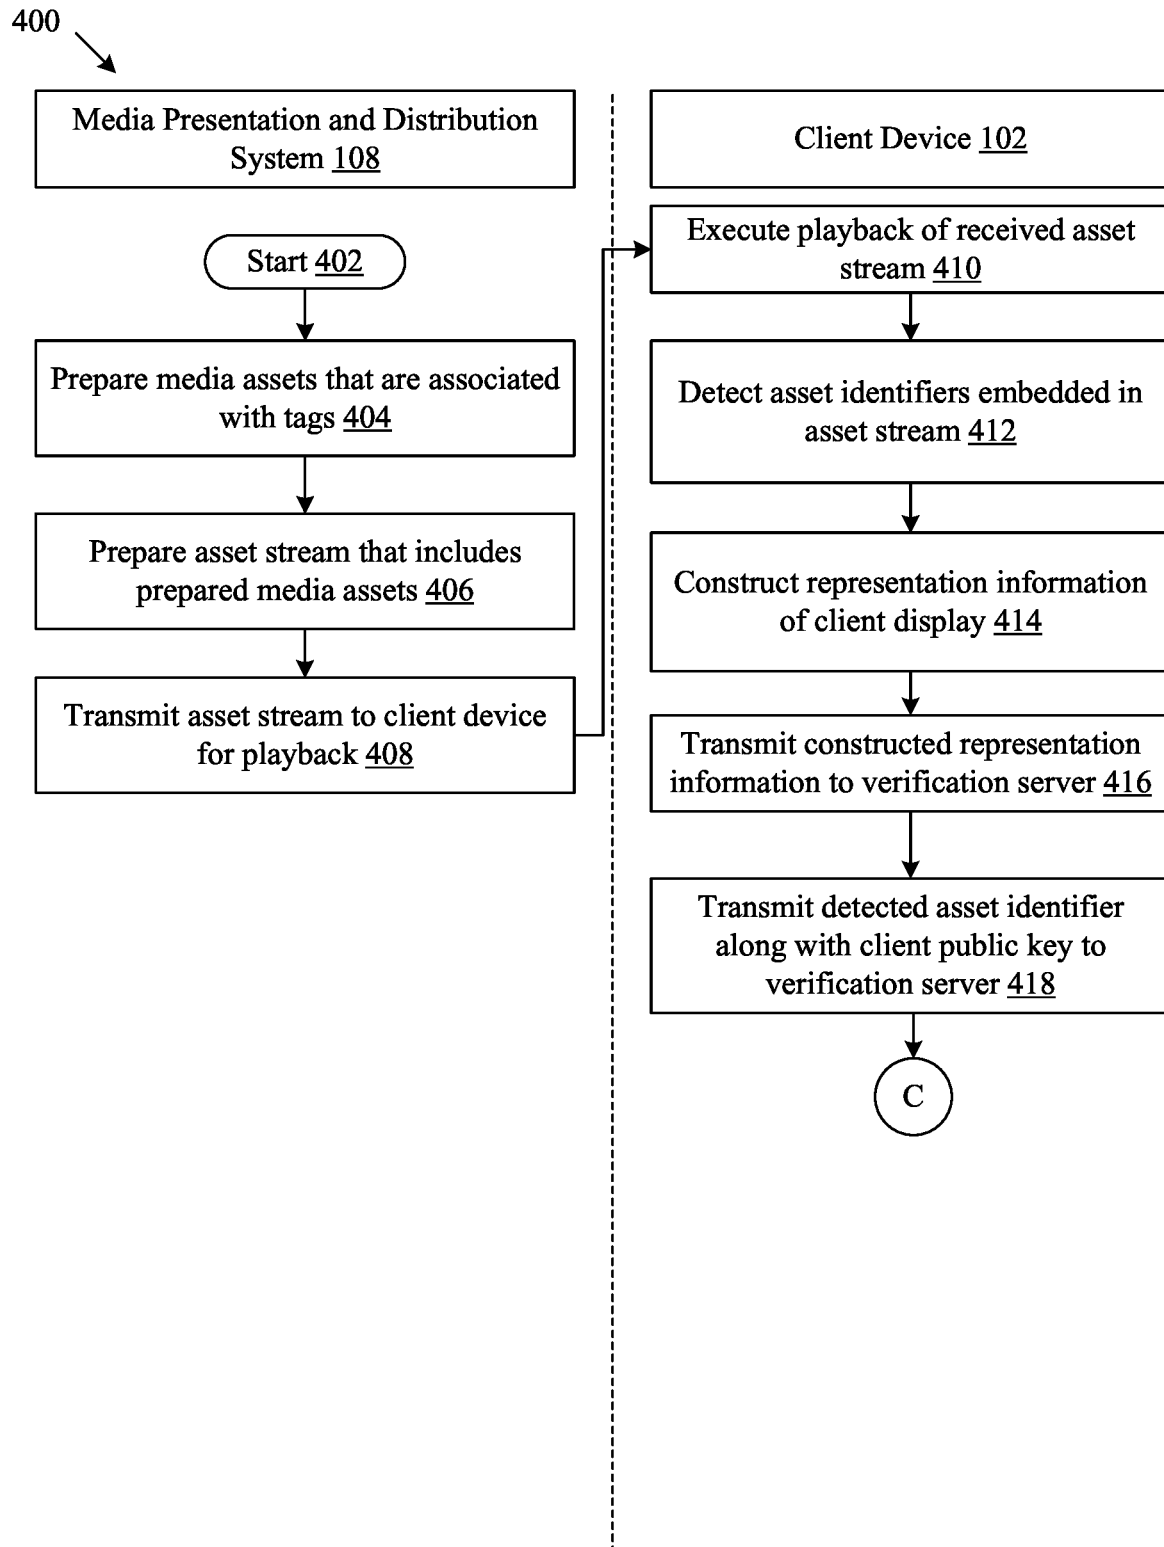 400
Media Presentation and Distribution
System 108
Start 402
Prepare media assets that are associated
with tags 404
Prepare asset stream that includes
prepared media assets 406
Transmit asset stream to client device
for playback 408
Client Device 102
Execute playback of received asset
stream 410
Detect asset identifiers embedded in
asset stream 412
Construct representation information
of client display 414
Transmit constructed representation
information to verification server 416
Transmit detected asset identifier
along with client public key to
verification server 418
C